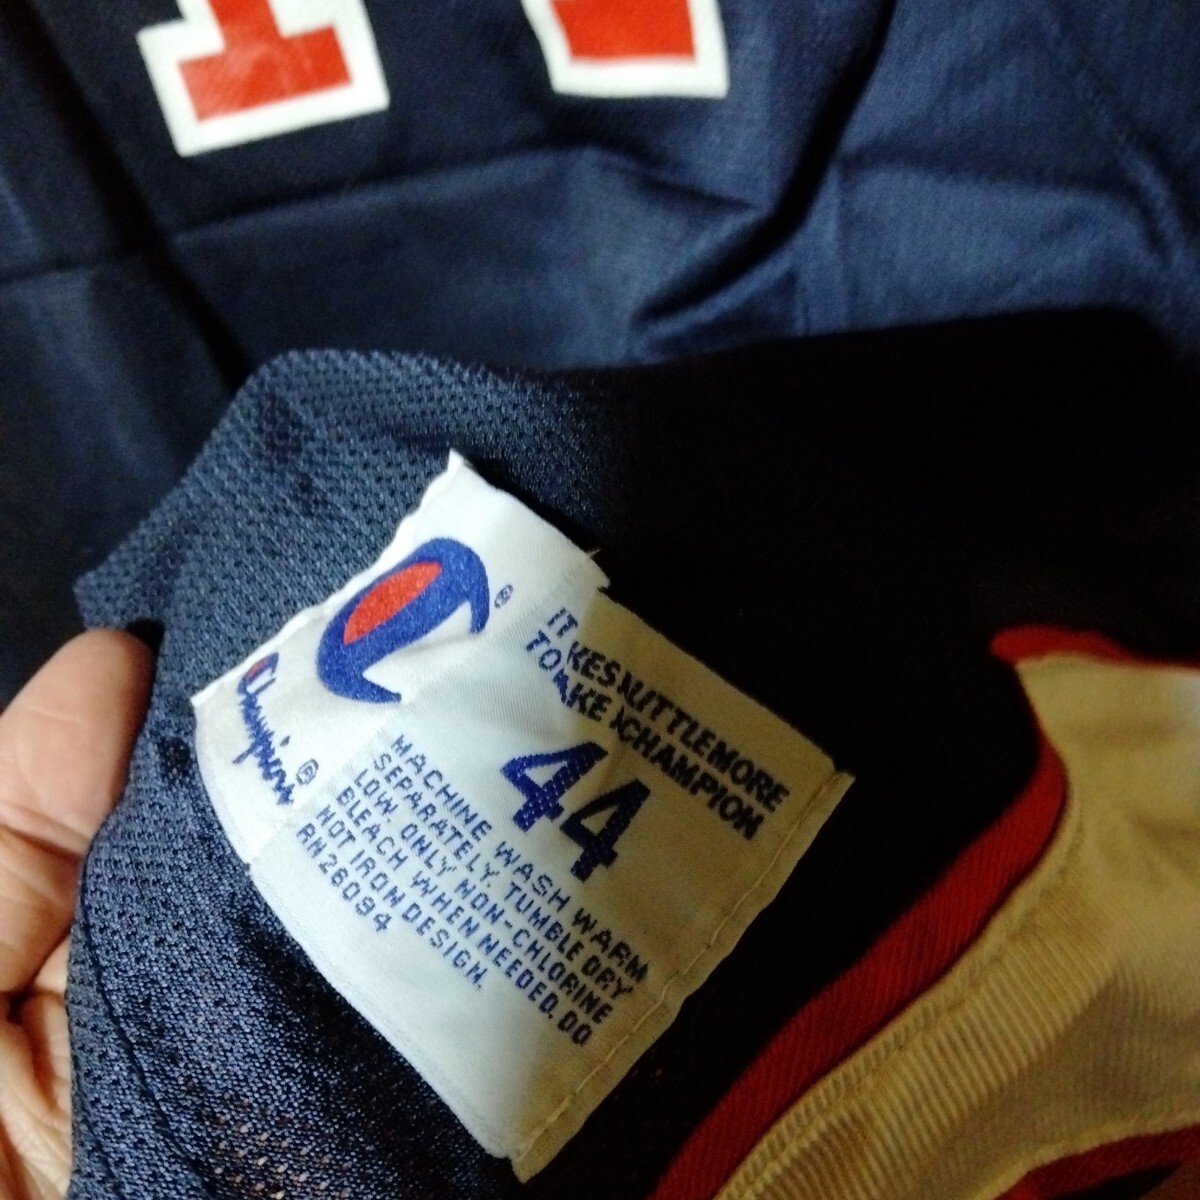 Champion®
®
IT TAKES A LITTLE MORE
TO MAKE A CHAMPION
44
MACHINE WASH WARM
SEPARATELY. TUMBLE DRY
LOW. ONLY NON-CHLORINE
BLEACH WHEN NEEDED. DO
NOT IRON DESIGN.
RN26094